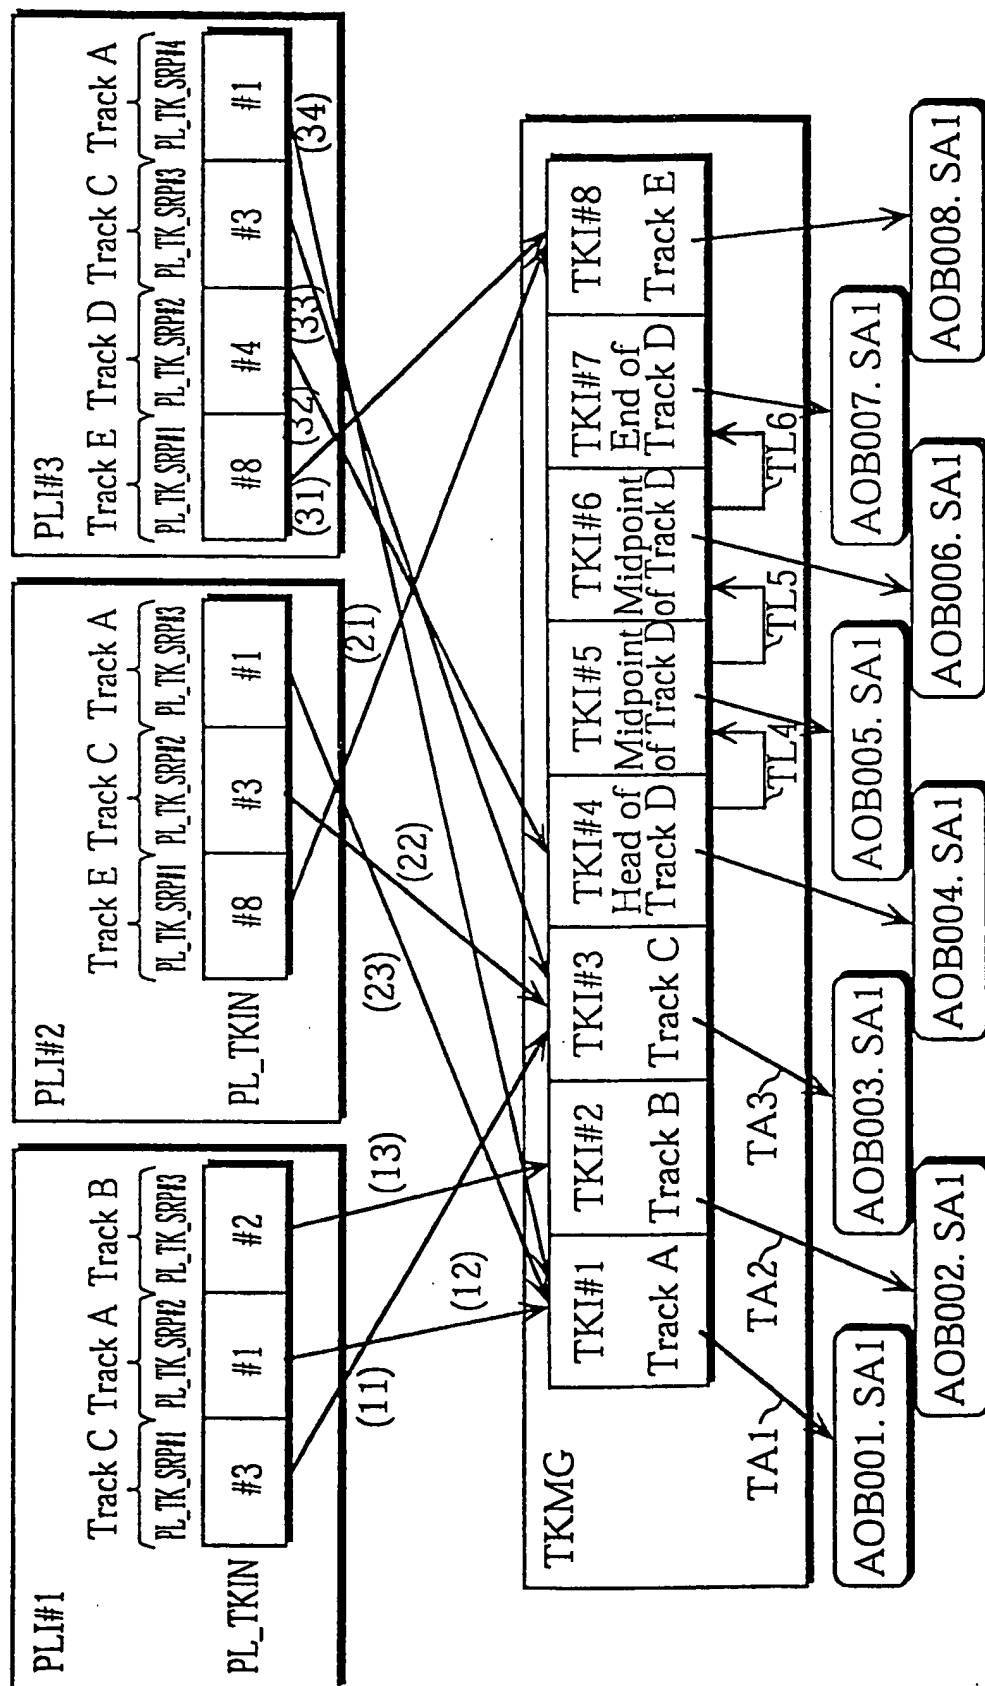 PLI#1
Track C Track A Track B
PL_TK_SRP#1 PL_TK_SRP#2 PL_TK_SRP#3
PL_TKIN #3 #1 #2
PLI#2
Track E Track C Track A
PL_TK_SRP#1 PL_TK_SRP#2 PL_TK_SRP#3
PL_TKIN #8 #3 #1
PLI#3
Track E Track D Track C Track A
PL_TK_SRP#1 PL_TK_SRP#2 PL_TK_SRP#3 PL_TK_SRP#4
#8 #4 #3 #1
(11) (12) (13) (23) (22) (21) (31) (32) (33) (34)
TKMG
TKI#1 TKI#2 TKI#3 TKI#4 TKI#5 TKI#6 TKI#7 TKI#8
Track A Track B Track C
Head of
Track D
Midpoint
of Track D
Midpoint
of Track D
End of
Track D
Track E
TA1 TA2 TA3 TL4 TL5 TL6
AOB001. SA1 AOB003. SA1 AOB005. SA1 AOB007. SA1
AOB002. SA1 AOB004. SA1 AOB006. SA1 AOB008. SA1